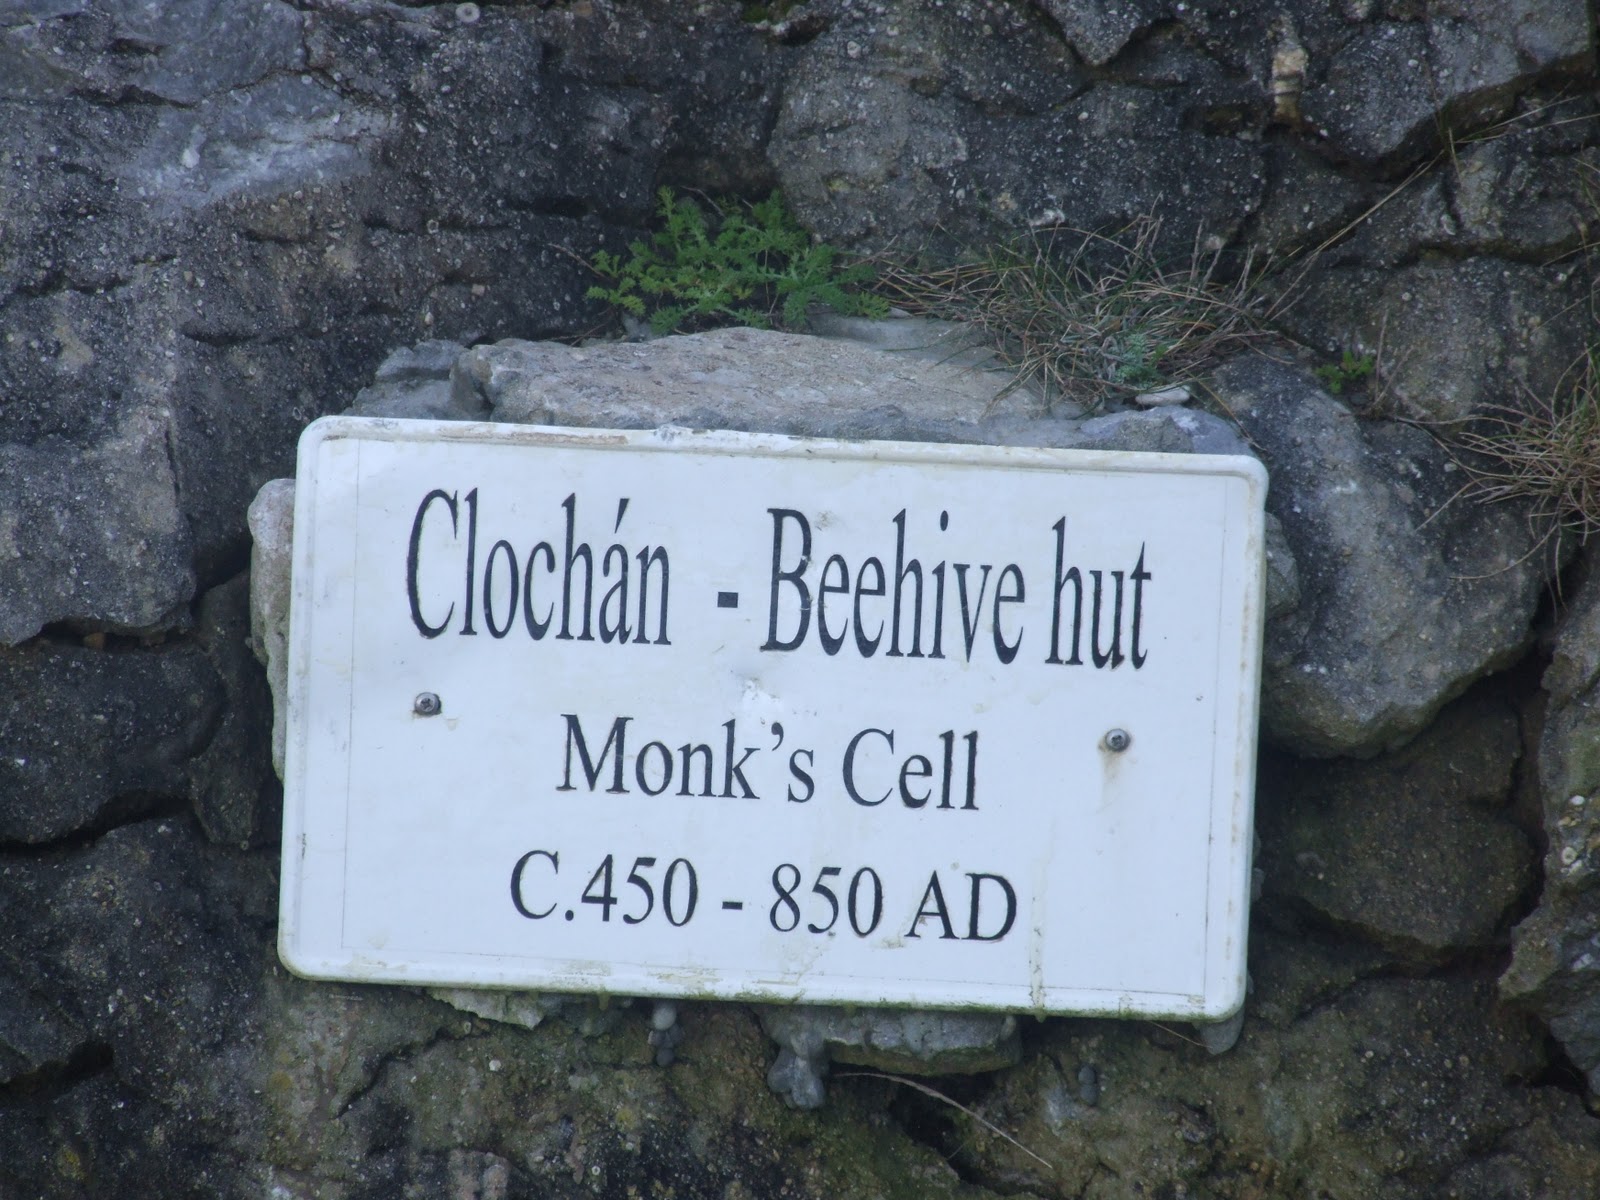 Clochán - Beehive hut
Monk's Cell
C.450 - 850 AD